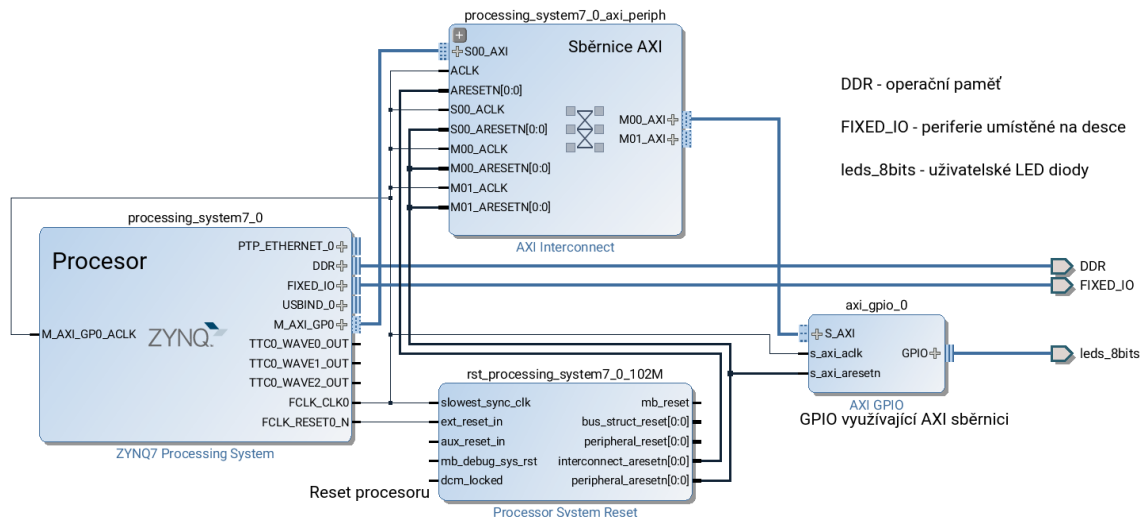 processing_system7_0_axi_periph
Sběrnice AXI
S00_AXI
ACLK
ARESETN[0:0]
S00_ACLK
S00_ARESETN[0:0]
M00_ACLK
M00_ARESETN[0:0]
M01_ACLK
M01_ARESETN[0:0]
M00_AXI
M01_AXI
AXI Interconnect
DDR - operační paměť
FIXED_IO - periferie umístěné na desce
leds_8bits - uživatelské LED diody
processing_system7_0
Procesor
M_AXI_GP0_ACLK
ZYNQ
PTP_ETHERNET_0
DDR
FIXED_IO
USBIND_0
M_AXI_GP0
TTC0_WAVE0_OUT
TTC0_WAVE1_OUT
TTC0_WAVE2_OUT
FCLK_CLK0
FCLK_RESET0_N
ZYNQ7 Processing System
DDR
FIXED_IO
axi_gpio_0
S_AXI
s_axi_aclk
s_axi_aresetn
GPIO
leds_8bits
AXI GPIO
GPIO využívající AXI sběrnici
rst_processing_system7_0_102M
slowest_sync_clk
ext_reset_in
aux_reset_in
mb_debug_sys_rst
dcm_locked
mb_reset
bus_struct_reset[0:0]
peripheral_reset[0:0]
interconnect_aresetn[0:0]
peripheral_aresetn[0:0]
Reset procesoru
Processor System Reset